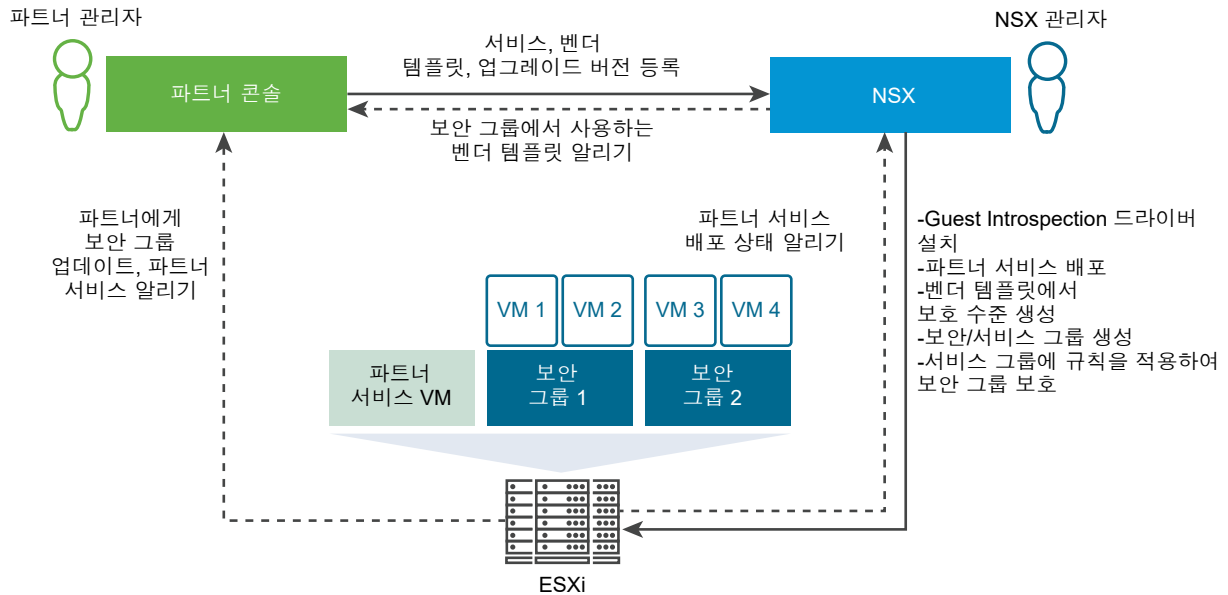 파트너 관리자
NSX 관리자
서비스, 벤더
템플릿, 업그레이드 버전 등록
파트너 콘솔
NSX
보안 그룹에서 사용하는
벤더 템플릿 알리기
파트너에게
보안 그룹
업데이트, 파트너
서비스 알리기
파트너 서비스
배포 상태 알리기
-Guest Introspection 드라이버
설치
-파트너 서비스 배포
-벤더 템플릿에서
보호 수준 생성
-보안/서비스 그룹 생성
-서비스 그룹에 규칙을 적용하여
보안 그룹 보호
VM 1
VM 2
VM 3
VM 4
파트너
서비스 VM
보안
그룹 1
보안
그룹 2
ESXi